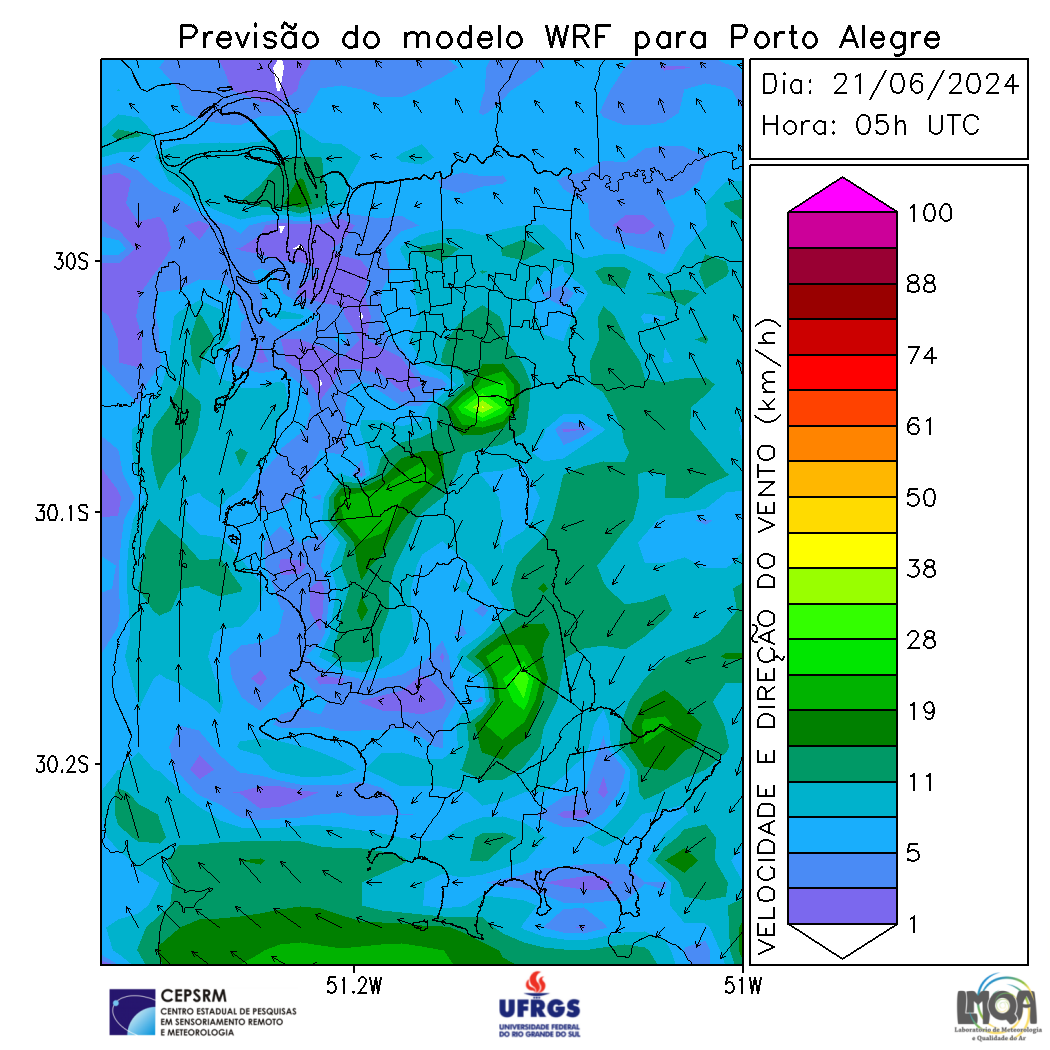 Previsão do modelo WRF para Porto Alegre
Dia: 21/06/2024
Hora: 05h UTC
30S
30.1S
30.2S
51.2W
51W
VELOCIDADE E DIREÇÃO DO VENTO (km/h)
100
88
74
61
50
38
28
19
11
5
1
CEPSRM
CENTRO ESTADUAL DE PESQUISAS
EM SENSORIAMENTO REMOTO
E METEOROLOGIA
UFRGS
UNIVERSIDADE FEDERAL
DO RIO GRANDE DO SUL
LMQA
Laboratório de Meteorologia
e Qualidade do Ar